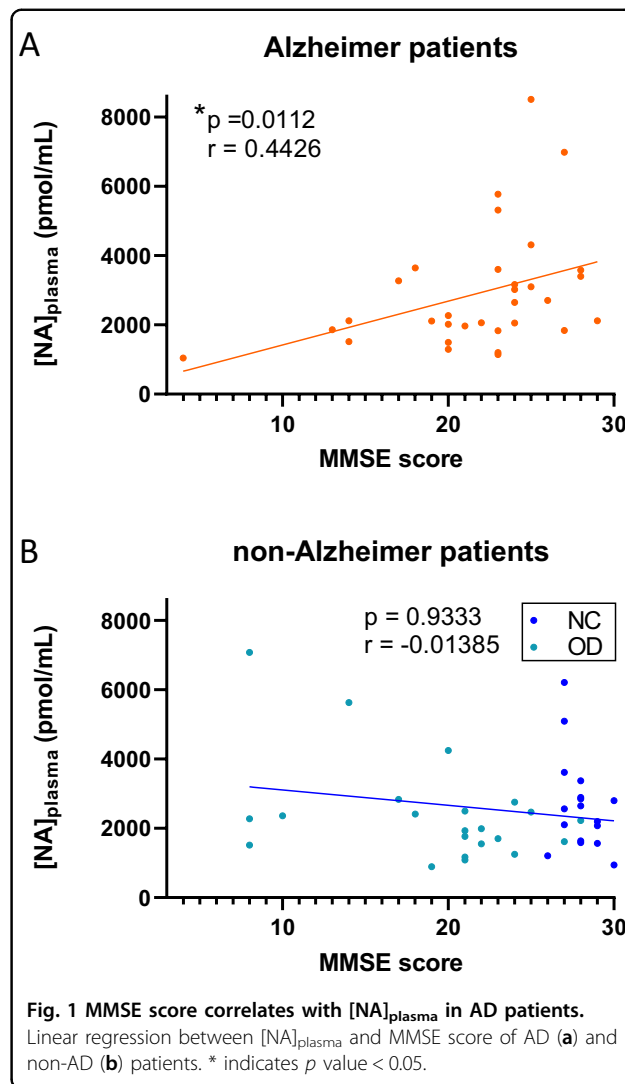 A
Alzheimer patients
8000
6000
4000
2000
0
[NA]plasma (pmol/mL)
*p =0.0112
r = 0.4426
10 20 30
MMSE score
B
non-Alzheimer patients
8000
6000
4000
2000
0
[NA]plasma (pmol/mL)
p = 0.9333
r = -0.01385
NC
OD
10 20 30
MMSE score
Fig. 1 MMSE score correlates with [NA]plasma in AD patients.
Linear regression between [NA]plasma and MMSE score of AD (a) and
non-AD (b) patients. * indicates p value < 0.05.